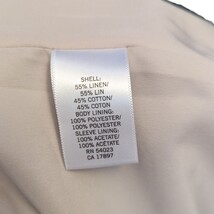 SHELL:
55% LINEN/
55% LIN
45% COTTON/
45% COTON
BODY LINING:
100% POLYESTER/
100% POLYESTER
SLEEVE LINING:
100% ACETATE/
100% ACÉTATE
RN 54023
CA 17897